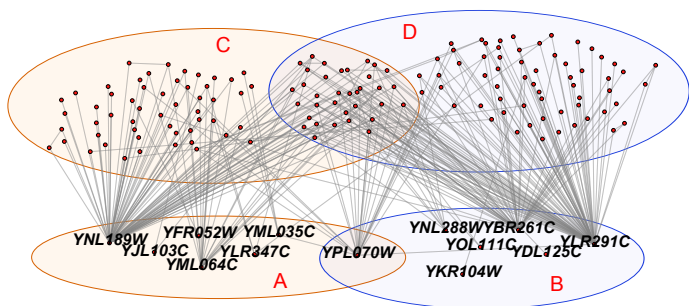 C
D
YNL189W
YFR052W
YML035C
YJL103C
YLR347C
YML064C
YPL070W
YNL288W
YBR261C
YOL111C
YDL125C
YLR291C
YKR104W
A
B